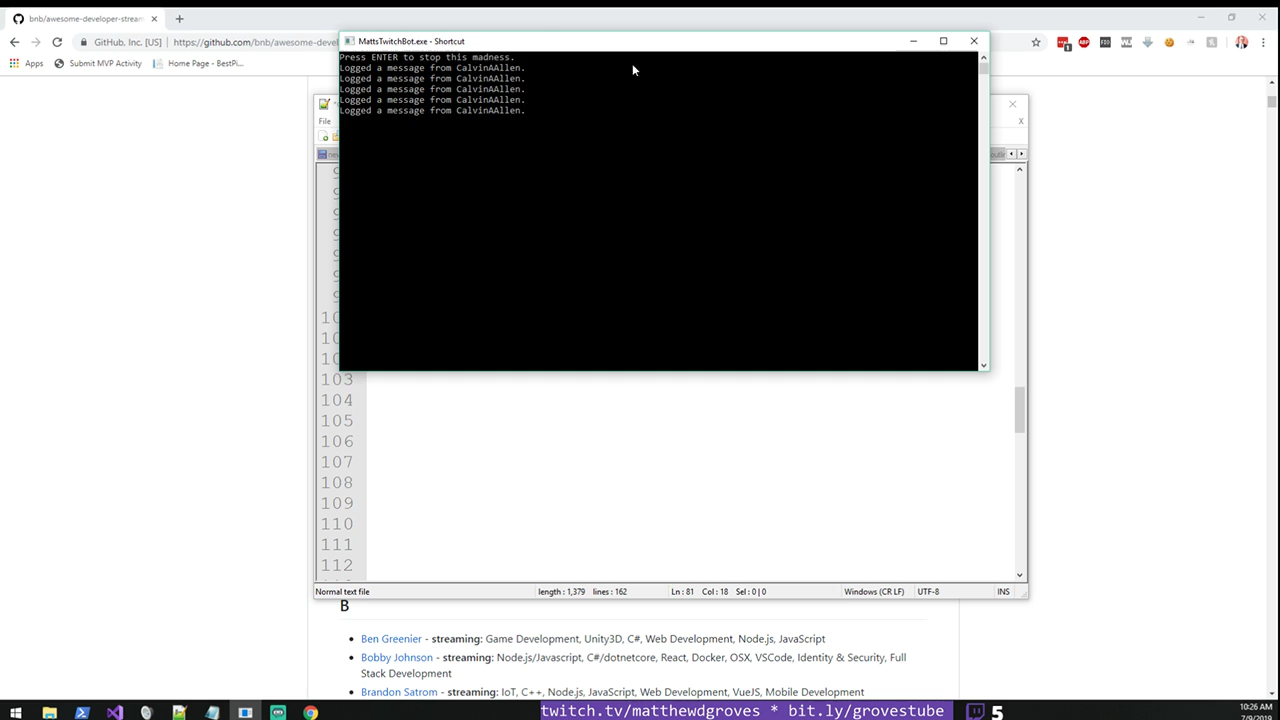 bnb/awesome-developer-stream
GitHub, Inc. [US]
https://github.com/bnb/awesome-deve
Apps
Submit MVP Activity
Home Page - BestPi...
MattsTwitchBot.exe - Shortcut
Press ENTER to stop this madness.
Logged a message from CalvinAAllen.
Logged a message from CalvinAAllen.
Logged a message from CalvinAAllen.
Logged a message from CalvinAAllen.
Logged a message from CalvinAAllen.
File
X
103
104
105
106
107
108
109
110
111
112
Normal text file
length : 1,379 lines : 162
Ln : 81 Col : 18 Sel : 0 | 0
Windows (CR LF)
UTF-8
INS
B
Ben Greenier - streaming: Game Development, Unity3D, C#, Web Development, Node.js, JavaScript
Bobby Johnson - streaming: Node.js/Javascript, C#/dotnetcore, React, Docker, OSX, VSCode, Identity & Security, Full
Stack Development
Brandon Satrom - streaming: IoT, C++, Node.js, JavaScript, Web Development, VueJS, Mobile Development
twitch.tv/matthewdgroves * bit.ly/grovestube
5
10:26 AM
7/9/2019